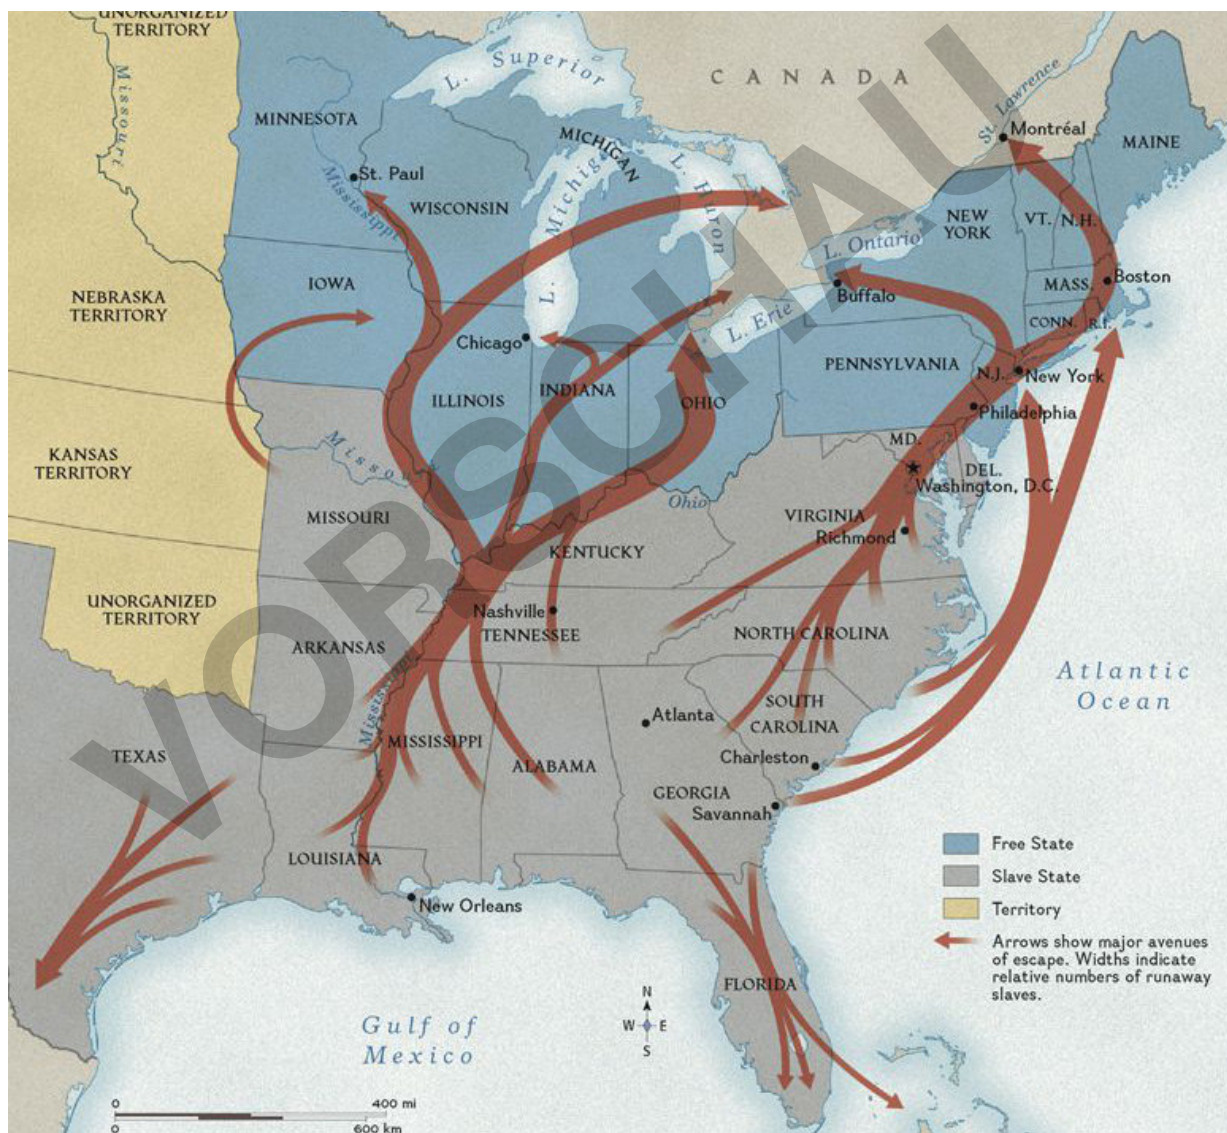 UNORGANIZED
TERRITORY
Missouri
MINNESOTA
St. Paul
Mississippi
WISCONSIN
L. Superior
MICHIGAN
L. Michig
L. Huron
CANADA
St. Lawrence
Montréal
MAINE
VT.
N.H.
NEW
YORK
L. Ontario
Buffalo
MASS.
Boston
CONN.
R.I.
L. Erie
IOWA
NEBRASKA
TERRITORY
Chicago
ILLINOIS
INDIANA
OHIO
PENNSYLVANIA
N.J.
New York
Philadelphia
MD.
DEL.
Washington, D.C.
KANSAS
TERRITORY
Missou
MISSOURI
Ohio
VIRGINIA
Richmond
KENTUCKY
UNORGANIZED
TERRITORY
Nashville
TENNESSEE
ARKANSAS
NORTH CAROLINA
Mississippi
Atlantic
Ocean
SOUTH
CAROLINA
Atlanta
Charleston
TEXAS
MISSISSIPPI
ALABAMA
GEORGIA
Savannah
LOUISIANA
New Orleans
FLORIDA
Gulf of
Mexico
N
W
E
S
Free State
Slave State
Territory
Arrows show major avenues
of escape. Widths indicate
relative numbers of runaway
slaves.
0
400 mi
0
600 km
VORSCHAU